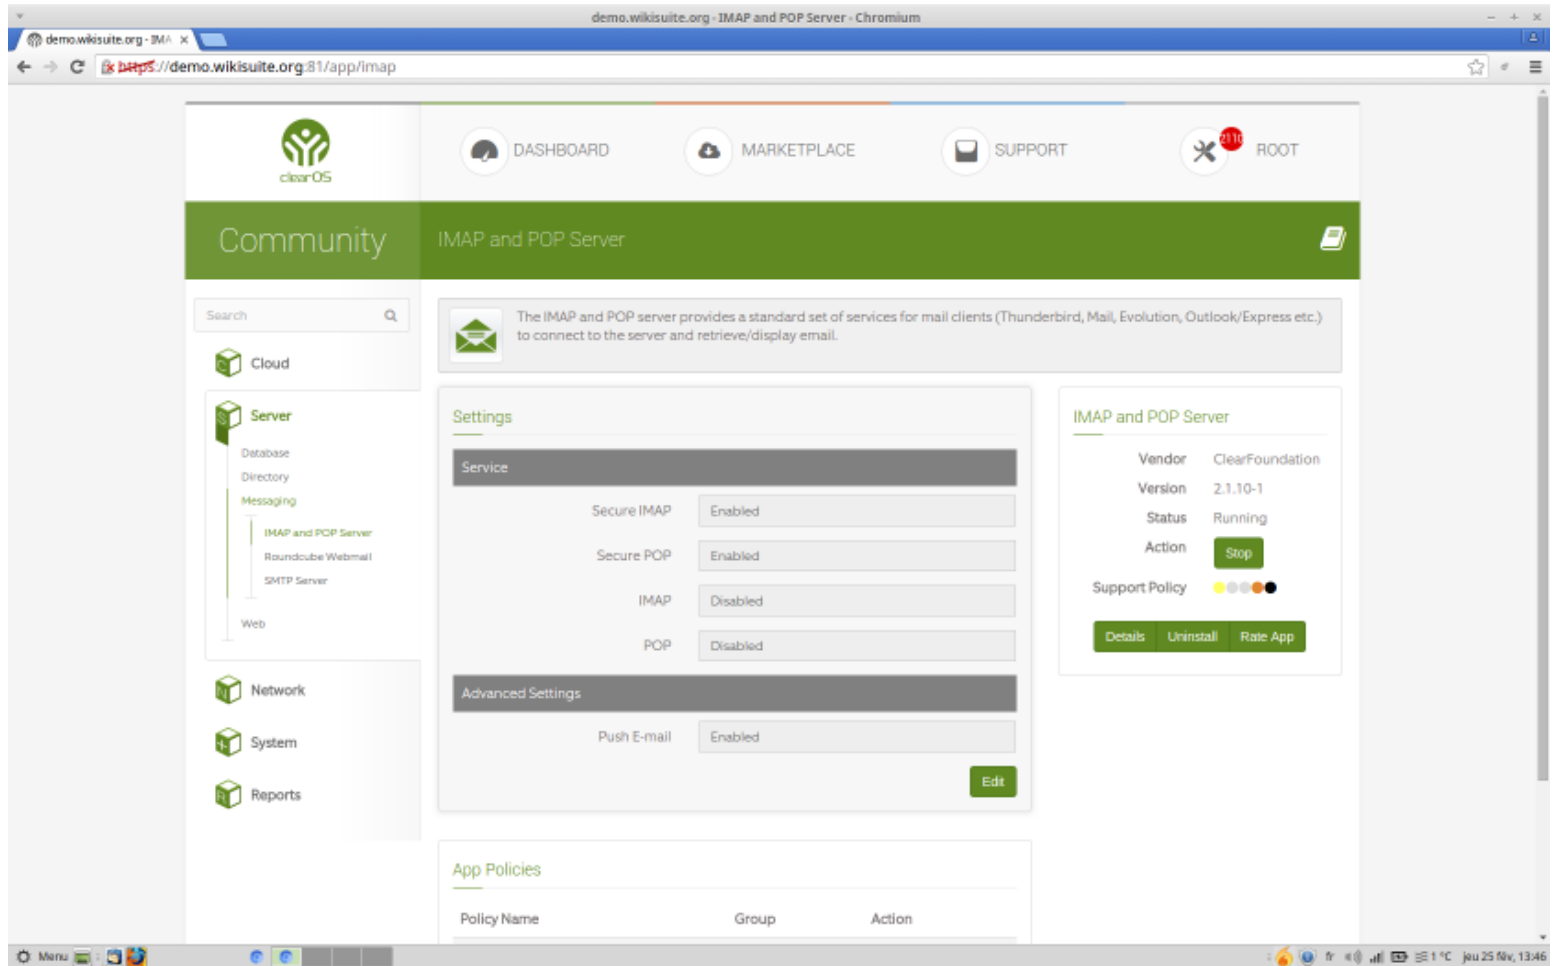 demo.wikisuite.org - IMAP and POP Server - Chromium
demo.wikisuite.org - IMA
https://demo.wikisuite.org:81/app/imap
clearOS
DASHBOARD
MARKETPLACE
SUPPORT
2110
ROOT
Community
IMAP and POP Server
Search
The IMAP and POP server provides a standard set of services for mail clients (Thunderbird, Mail, Evolution, Outlook/Express etc.)
to connect to the server and retrieve/display email.
Cloud
Server
Database
Directory
Messaging
IMAP and POP Server
Roundcube Webmail
SMTP Server
Web
Network
System
Reports
Settings
Service
Secure IMAP Enabled
Secure POP Enabled
IMAP Disabled
POP Disabled
Advanced Settings
Push E-mail Enabled
Edit
IMAP and POP Server
Vendor ClearFoundation
Version 2.1.10-1
Status Running
Action Stop
Support Policy
Details Uninstall Rate App
App Policies
Policy Name Group Action
Menu
fr
1 °C
jeu 25 fév, 13:46